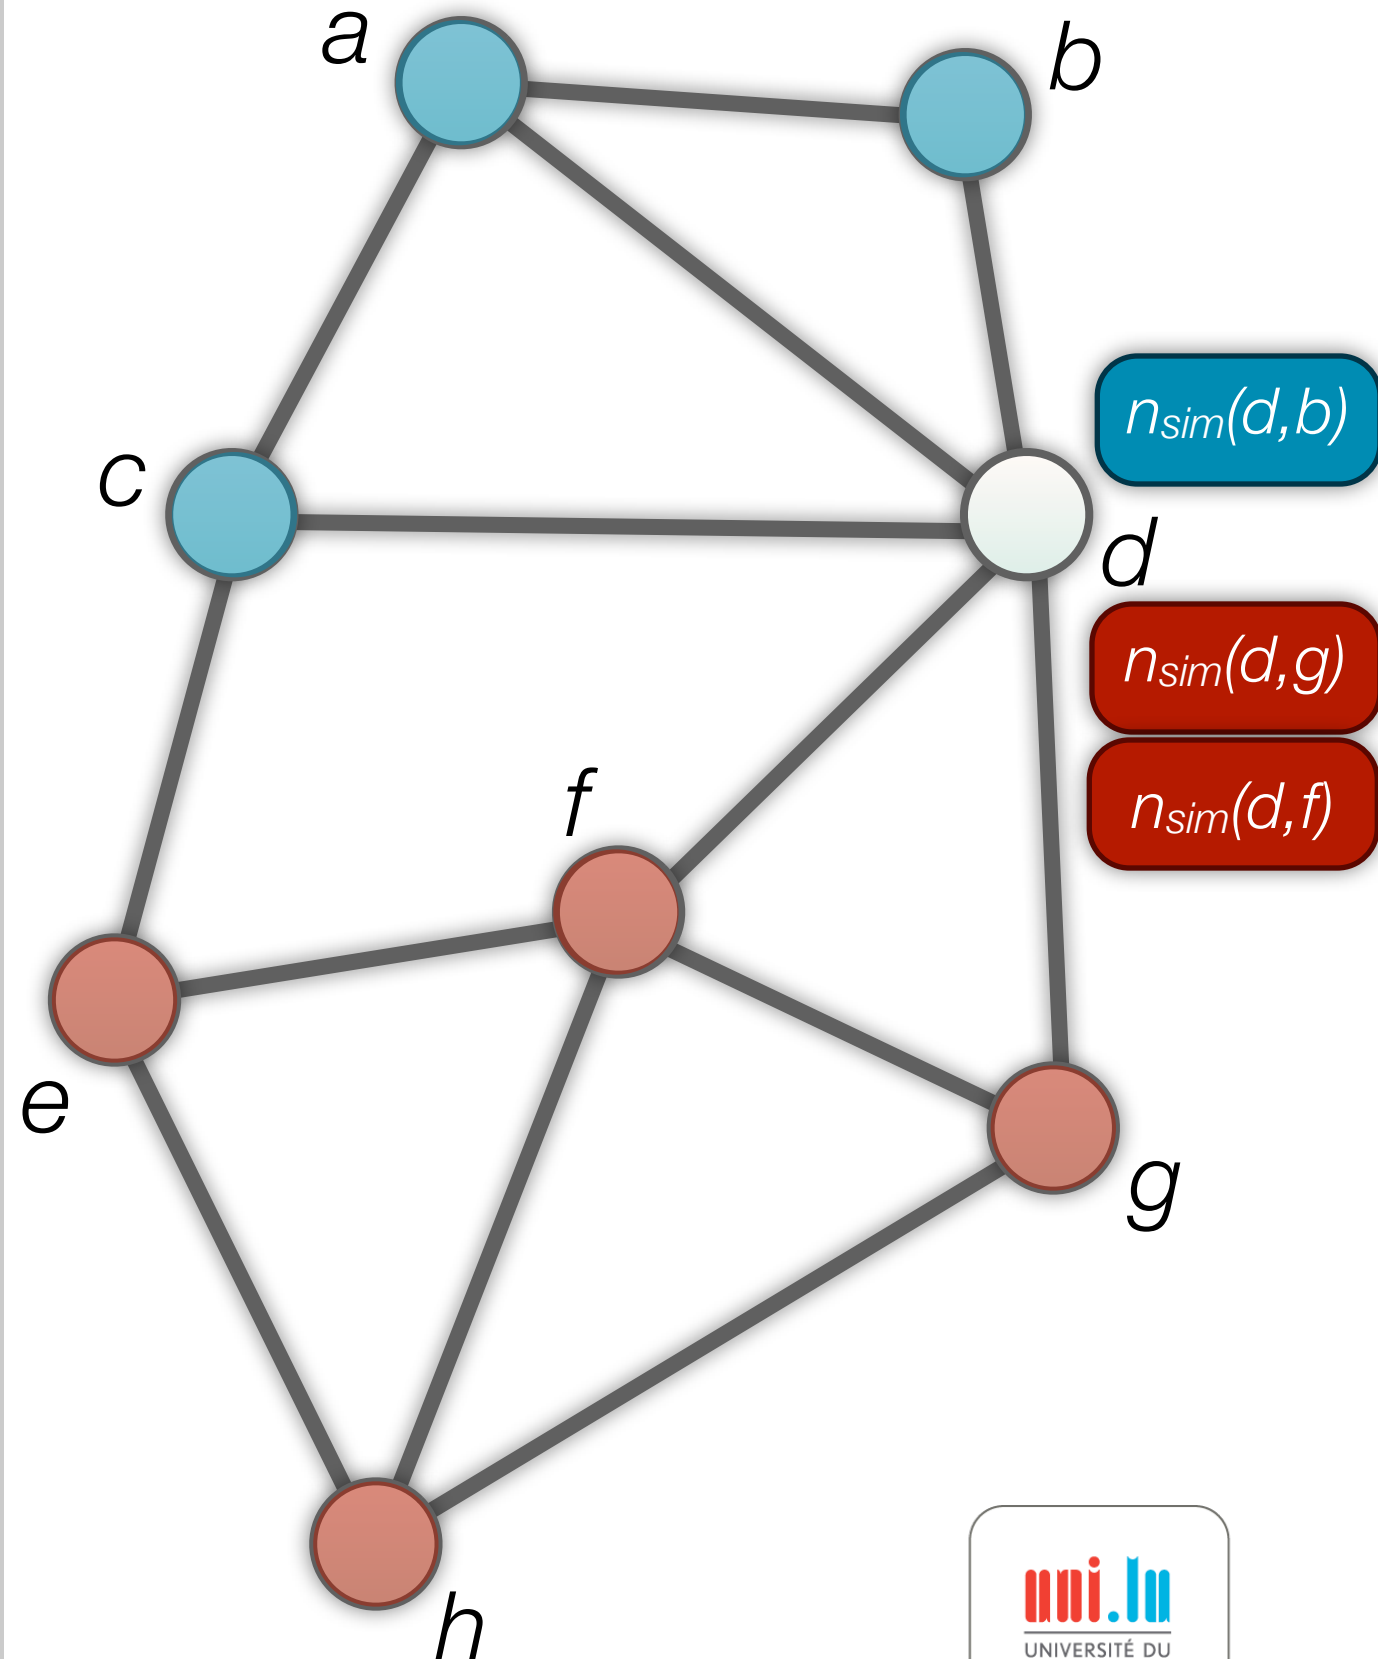 a
b
nsim(d,b)
c
d
nsim(d,g)
nsim(d,f)
f
e
g
h
uni.lu
UNIVERSITÉ DU